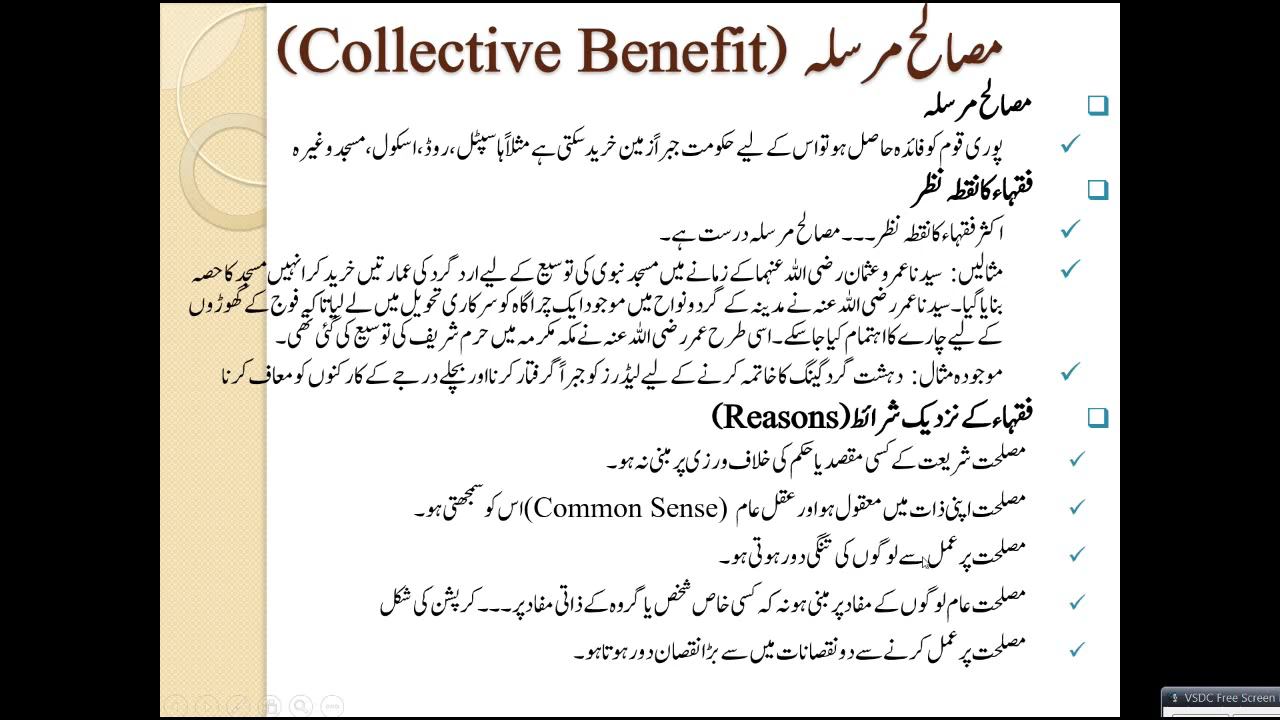 مصالح مرسلہ (Collective Benefit)
مصالح مرسلہ
پوری قوم کو فائدہ حاصل ہو تو اس کے لیے حکومت جبراً زمین خرید سکتی ہے مثلاً ہاسپٹل، روڈ، اسکول، مسجد وغیرہ
فقہاء کا نقطہ نظر
اکثر فقہاء کا نقطہ نظر۔۔۔ مصالح مرسلہ درست ہے۔
مثالیں: سیدنا عمر و عثمان رضی اللہ عنہما کے زمانے میں مسجد نبوی کی توسیع کے لیے ارد گرد کی عمارتیں خرید کر انہیں مسجد کا حصہ
بنایا گیا۔ سیدنا عمر رضی اللہ عنہ نے مدینہ کے گرد و نواح میں موجود ایک چراگاہ کو سرکاری تحویل میں لے لیا تاکہ فوج کے گھوڑوں
کے لیے چارے کا اہتمام کیا جا سکے۔ اسی طرح عمر رضی اللہ عنہ نے مکہ مکرمہ میں حرم شریف کی توسیع کی گئی تھی۔
موجودہ مثال: دہشت گرد گینگ کا خاتمہ کرنے کے لیے لیڈرز کو جبراً گرفتار کرنا اور نچلے درجے کے کارکنوں کو معاف کرنا
فقہاء کے نزدیک شرائط (Reasons)
مصلحت شریعت کے کسی مقصد یا حکم کی خلاف ورزی پر مبنی نہ ہو۔
مصلحت اپنی ذات میں معقول ہو اور عقل عام (Common Sense) اس کو سمجھتی ہو۔
مصلحت پر عمل سے لوگوں کی تنگی دور ہوتی ہو۔
مصلحت عام لوگوں کے مفاد پر مبنی ہو نہ کہ کسی خاص شخص یا گروہ کے ذاتی مفاد پر۔۔۔ کرپشن کی شکل
مصلحت پر عمل کرنے سے دو نقصانات میں سے بڑا نقصان دور ہوتا ہو۔
VSDC Free Screen